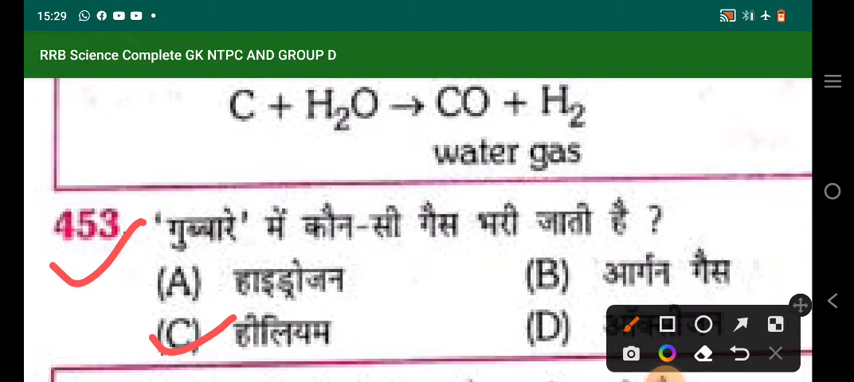 15:29
RRB Science Complete GK NTPC AND GROUP D
C + H₂O → CO + H₂
water gas
453. 'गुब्बारे' में कौन-सी गैस भरी जाती है ?
(A) हाइड्रोजन (B) आर्गन गैस
(C) हीलियम (D)